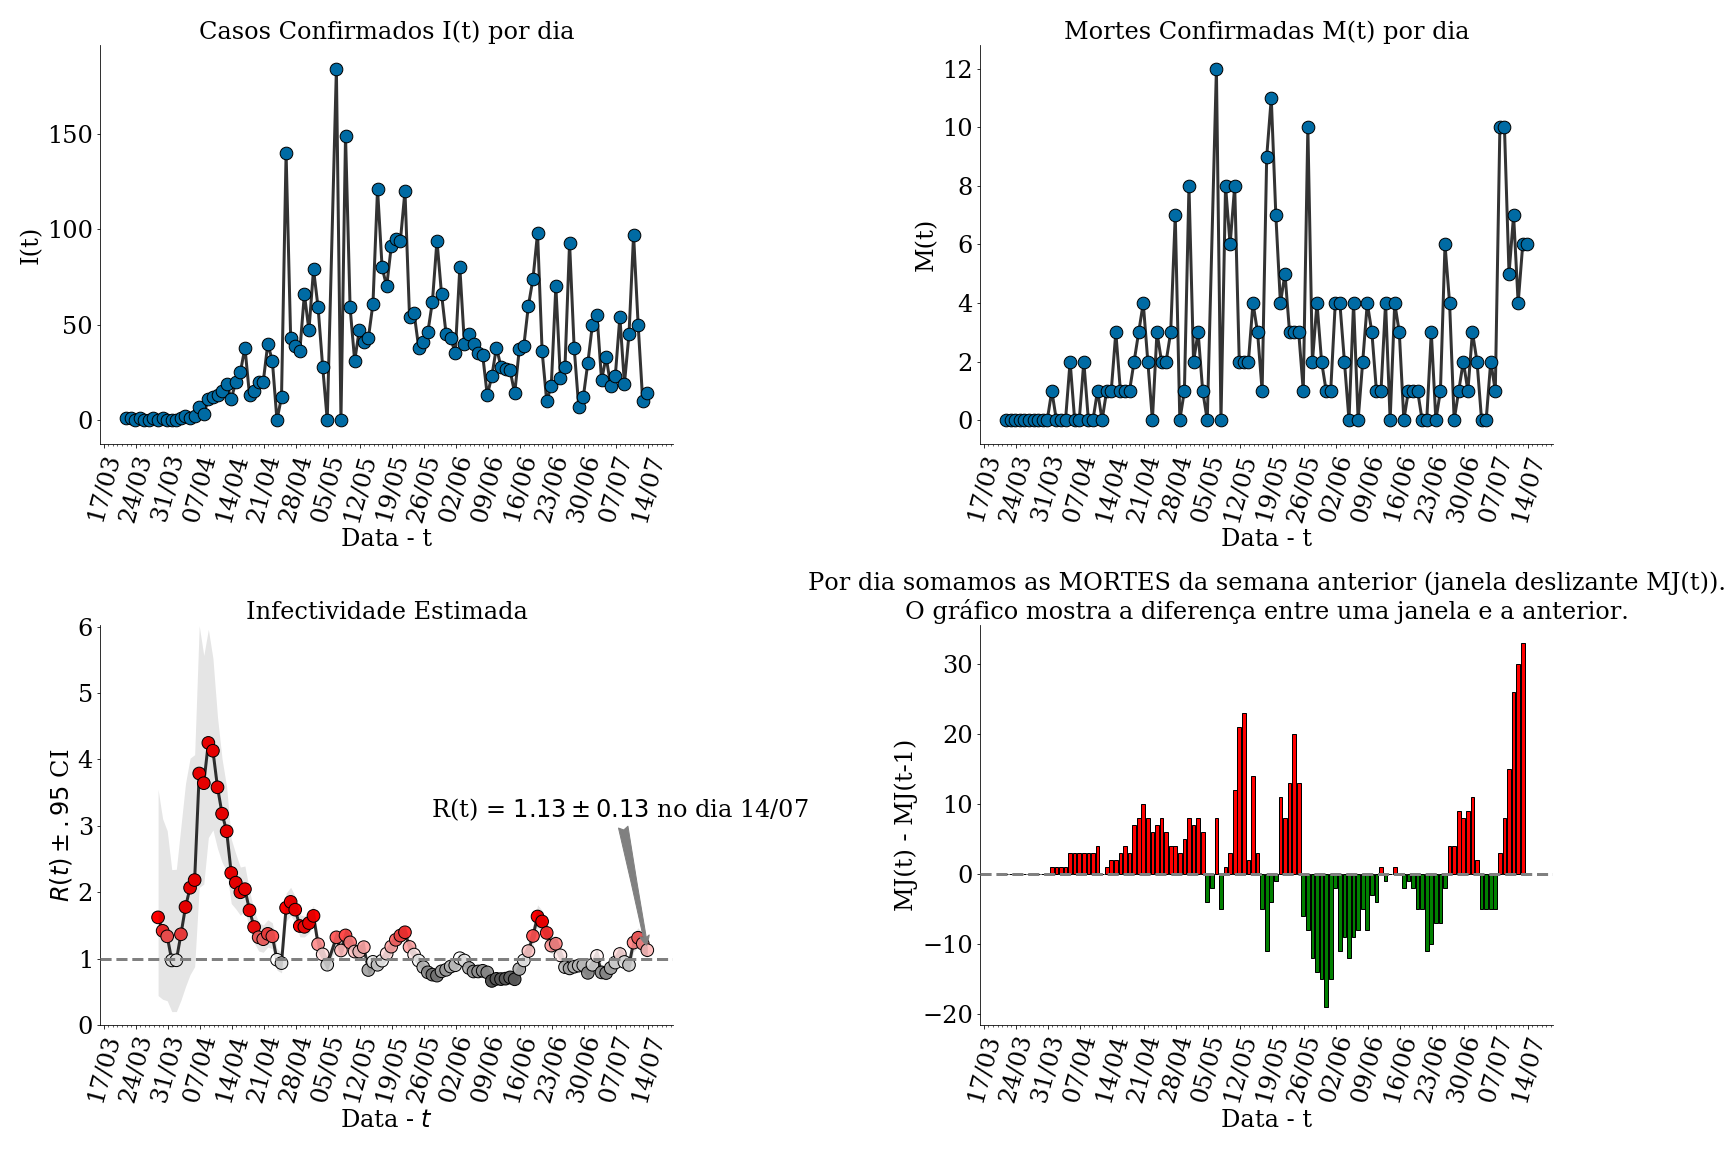 Casos Confirmados I(t) por dia
I(t)
150
100
50
0
17/03 24/03 31/03 07/04 14/04 21/04 28/04 05/05 12/05 19/05 26/05 02/06 09/06 16/06 23/06 30/06 07/07 14/07
Data - t
Mortes Confirmadas M(t) por dia
M(t)
12
10
8
6
4
2
0
17/03 24/03 31/03 07/04 14/04 21/04 28/04 05/05 12/05 19/05 26/05 02/06 09/06 16/06 23/06 30/06 07/07 14/07
Data - t
Infectividade Estimada
R(t) ± .95 CI
6
5
4
3
2
1
0
R(t) = 1.13 ± 0.13 no dia 14/07
17/03 24/03 31/03 07/04 14/04 21/04 28/04 05/05 12/05 19/05 26/05 02/06 09/06 16/06 23/06 30/06 07/07 14/07
Data - t
Por dia somamos as MORTES da semana anterior (janela deslizante MJ(t)).
O gráfico mostra a diferença entre uma janela e a anterior.
MJ(t) - MJ(t-1)
30
20
10
0
−10
−20
17/03 24/03 31/03 07/04 14/04 21/04 28/04 05/05 12/05 19/05 26/05 02/06 09/06 16/06 23/06 30/06 07/07 14/07
Data - t